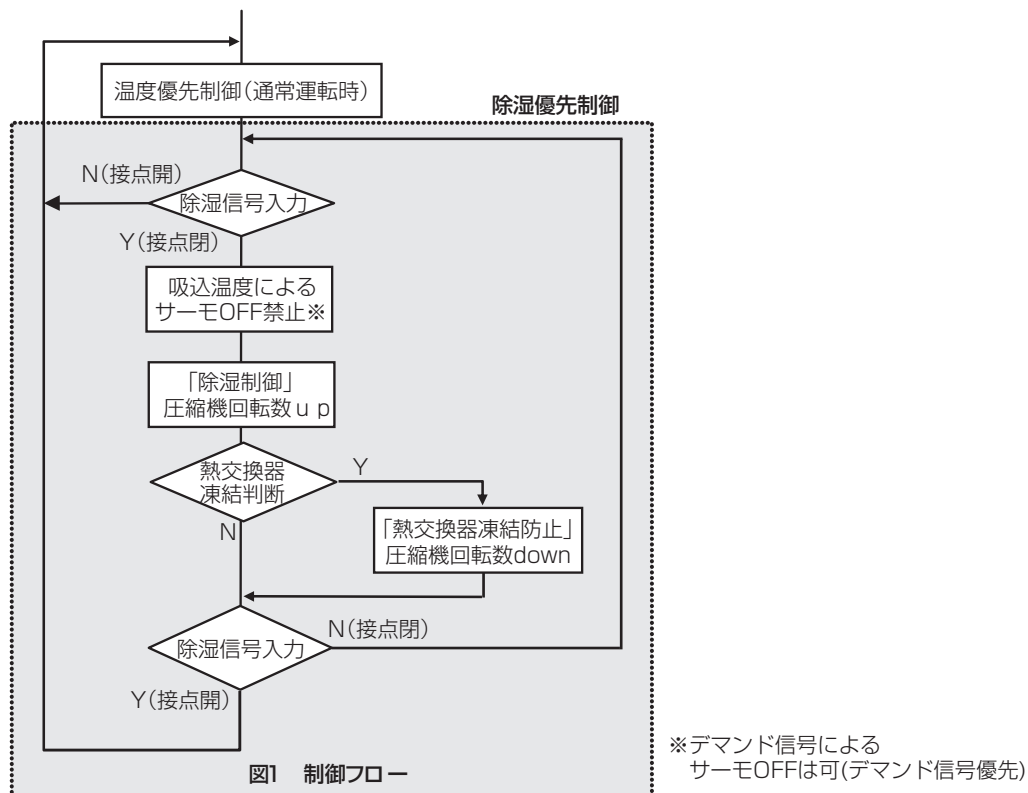 温度優先制御(通常運転時)
除湿優先制御
N(接点開)
除湿信号入力
Y(接点閉)
吸込温度による
サーモOFF禁止※
「除湿制御」
圧縮機回転数up
熱交換器
凍結判断
Y
N
「熱交換器凍結防止」
圧縮機回転数down
除湿信号入力
N(接点閉)
Y(接点開)
図1 制御フロー
※デマンド信号による
サーモOFFは可(デマンド信号優先)